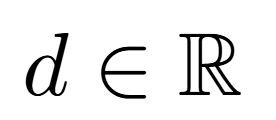 d ∈ ℝ